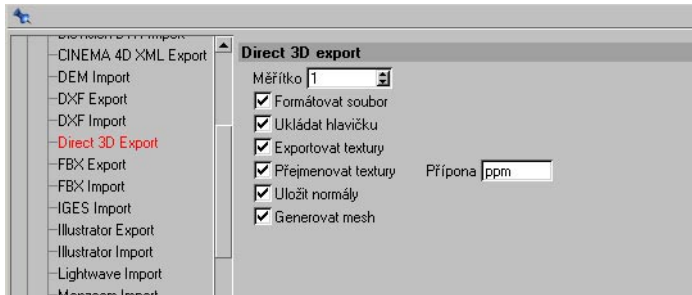 CINEMA 4D XML Export
DEM Import
DXF Export
DXF Import
Direct 3D Export
FBX Export
FBX Import
IGES Import
Illustrator Export
Illustrator Import
Lightwave Import
Direct 3D export
Měřítko 1
Formátovat soubor
Ukládat hlavičku
Exportovat textury
Přejmenovat textury Přípona ppm
Uložit normály
Generovat mesh